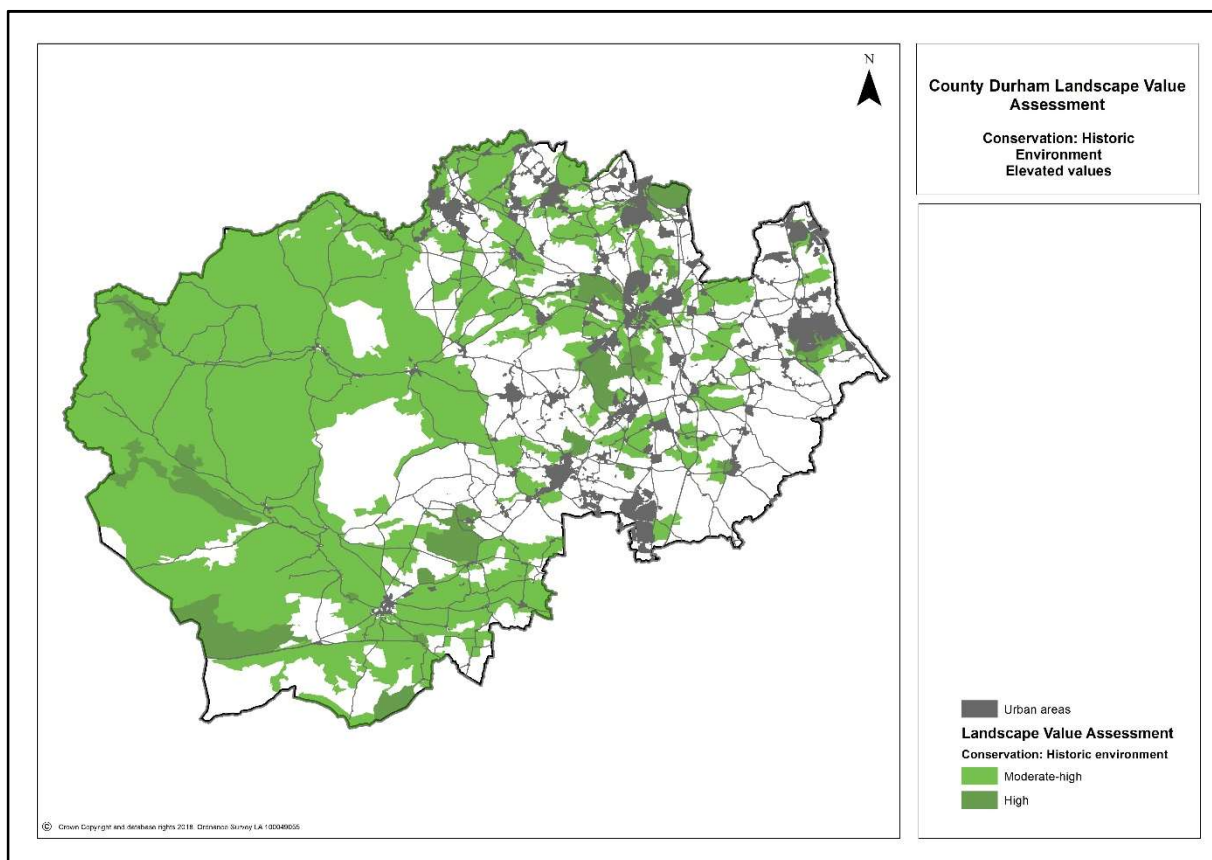 N
County Durham Landscape Value
Assessment
Conservation: Historic
Environment
Elevated values
Urban areas
Landscape Value Assessment
Conservation: Historic environment
Moderate-high
High
© Crown Copyright and database rights 2018. Ordnance Survey LA 100049055